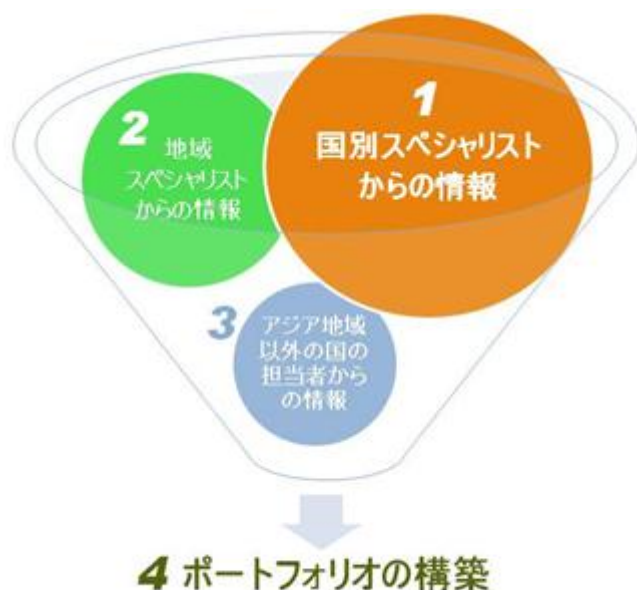 1
国別スペシャリスト
からの情報
2
地域
スペシャリスト
からの情報
3
アジア地域
以外の国の
担当者から
の情報
4 ポートフォリオの構築